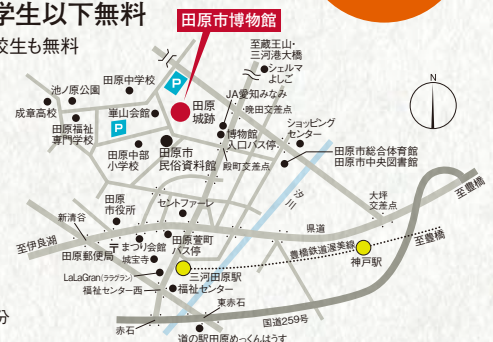 学生以下無料
校生も無料
田原市博物館
至蔵王山・
三河港大橋
シェルマ
よしご
田原中学校
池ノ原公園
成章高校
崋山会館
P
P
田原福祉
専門学校
田原
城跡
JA愛知みなみ
晩田交差点
博物館
入口バス停
殿町交差点
ショッピング
センター
田原中部
小学校
田原市
民俗資料館
田原市総合体育館
田原市中央図書館
N
汐川
大坪
交差点
至豊橋
田原
市役所
セントファーレ
新清谷
至伊良湖
県道
〒
田原郵便局
まつり会館
城宝寺
田原萱町
バス停
豊橋鉄道渥美線
至豊橋
神戸駅
LaLaGran(ララグラン)
三河田原駅
福祉センター西
福祉センター
分
東赤石
赤石
国道259号
道の駅田原めっくんはうす